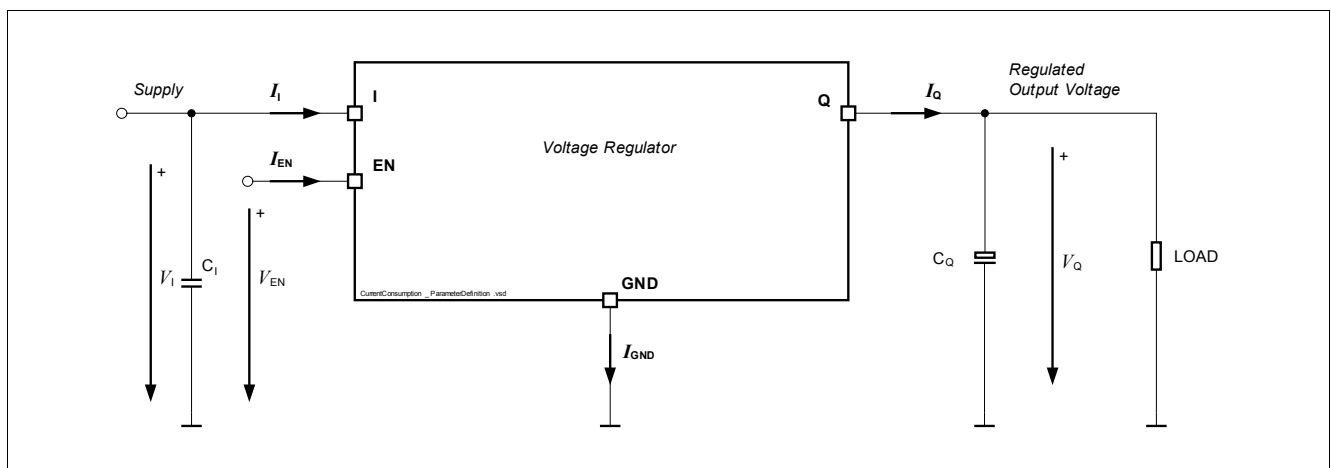 Supply
I_I
I
I_EN
EN
Voltage Regulator
Q
I_Q
Regulated
Output Voltage
+
+
+
V_I
C_I
V_EN
C_Q
V_Q
LOAD
GND
CurrentConsumption _ ParameterDefinition .vsd
I_GND